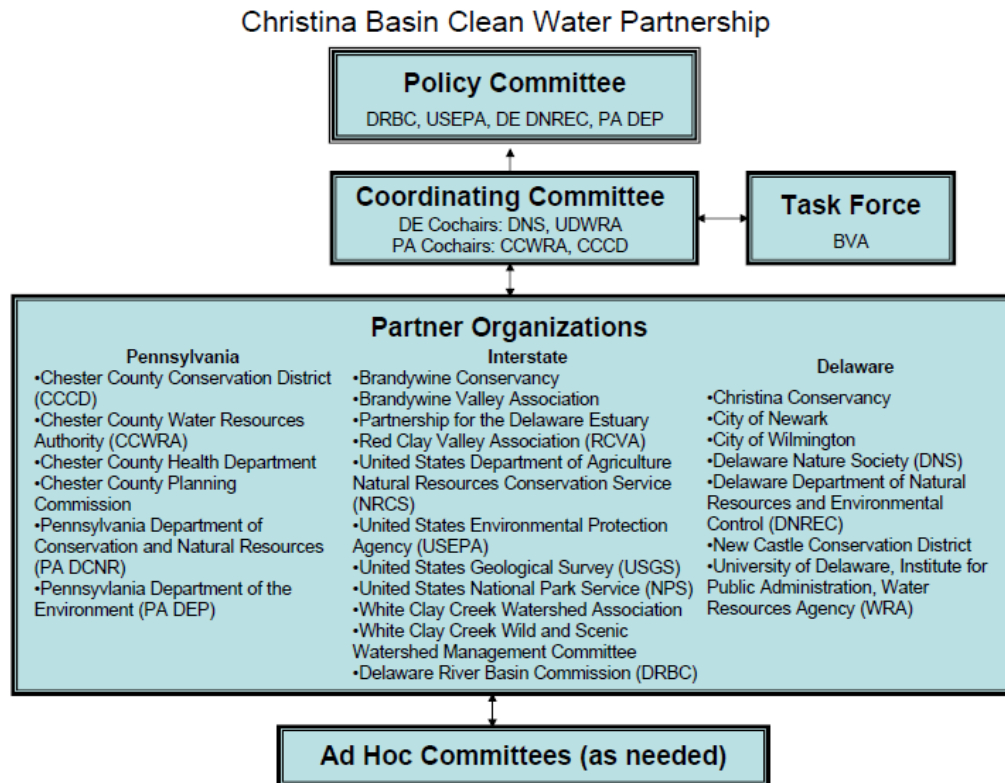 Christina Basin Clean Water Partnership
Policy Committee
DRBC, USEPA, DE DNREC, PA DEP
Coordinating Committee
DE Cochairs: DNS, UDWRA
PA Cochairs: CCWRA, CCCD
Task Force
BVA
Partner Organizations
Pennsylvania
•Chester County Conservation District
(CCCD)
•Chester County Water Resources
Authority (CCWRA)
•Chester County Health Department
•Chester County Planning
Commission
•Pennsylvania Department of
Conservation and Natural Resources
(PA DCNR)
•Pennsylvania Department of the
Environment (PA DEP)
Interstate
•Brandywine Conservancy
•Brandywine Valley Association
•Partnership for the Delaware Estuary
•Red Clay Valley Association (RCVA)
•United States Department of Agriculture
Natural Resources Conservation Service
(NRCS)
•United States Environmental Protection
Agency (USEPA)
•United States Geological Survey (USGS)
•United States National Park Service (NPS)
•White Clay Creek Watershed Association
•White Clay Creek Wild and Scenic
Watershed Management Committee
•Delaware River Basin Commission (DRBC)
Delaware
•Christina Conservancy
•City of Newark
•City of Wilmington
•Delaware Nature Society (DNS)
•Delaware Department of Natural
Resources and Environmental
Control (DNREC)
•New Castle Conservation District
•University of Delaware, Institute for
Public Administration, Water
Resources Agency (WRA)
Ad Hoc Committees (as needed)